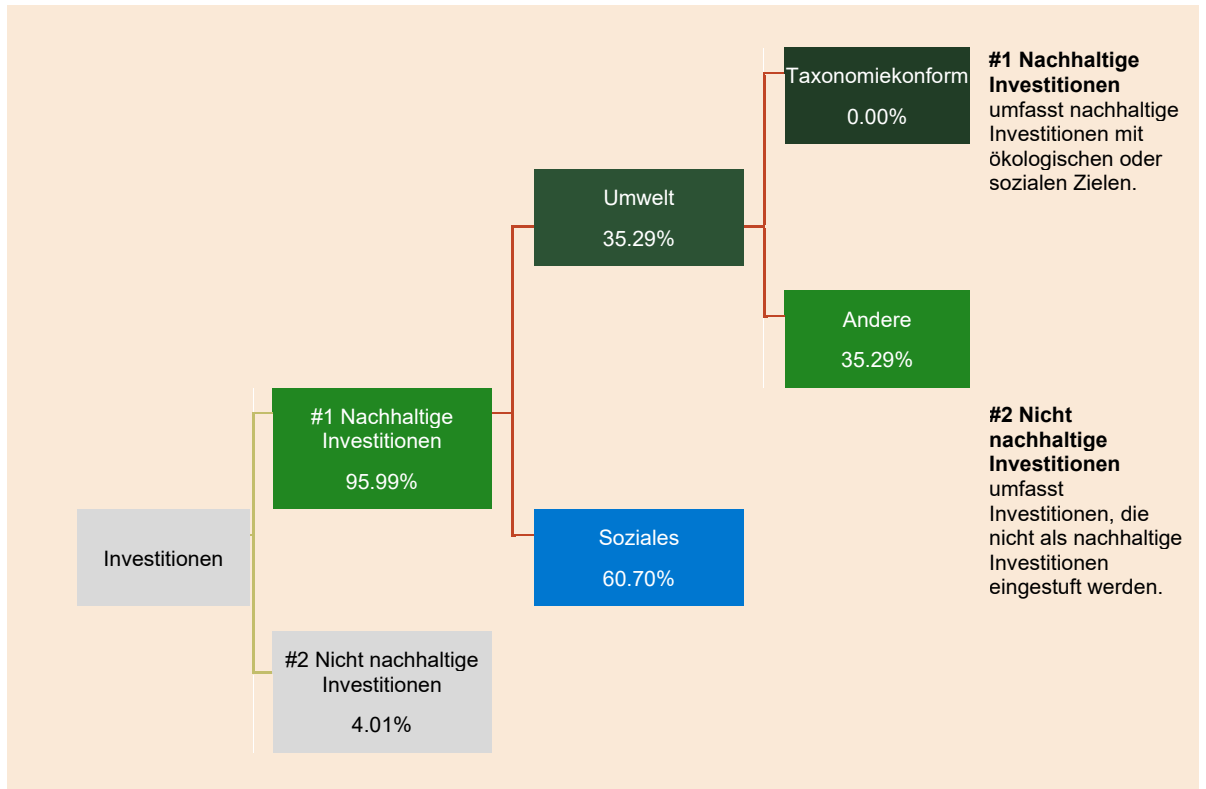 Taxonomiekonform
0.00%
#1 Nachhaltige
Investitionen
umfasst nachhaltige
Investitionen mit
ökologischen oder
sozialen Zielen.
Umwelt
35.29%
Andere
35.29%
#1 Nachhaltige
Investitionen
95.99%
#2 Nicht
nachhaltige
Investitionen
umfasst
Investitionen, die
nicht als nachhaltige
Investitionen
eingestuft werden.
Soziales
60.70%
Investitionen
#2 Nicht nachhaltige
Investitionen
4.01%